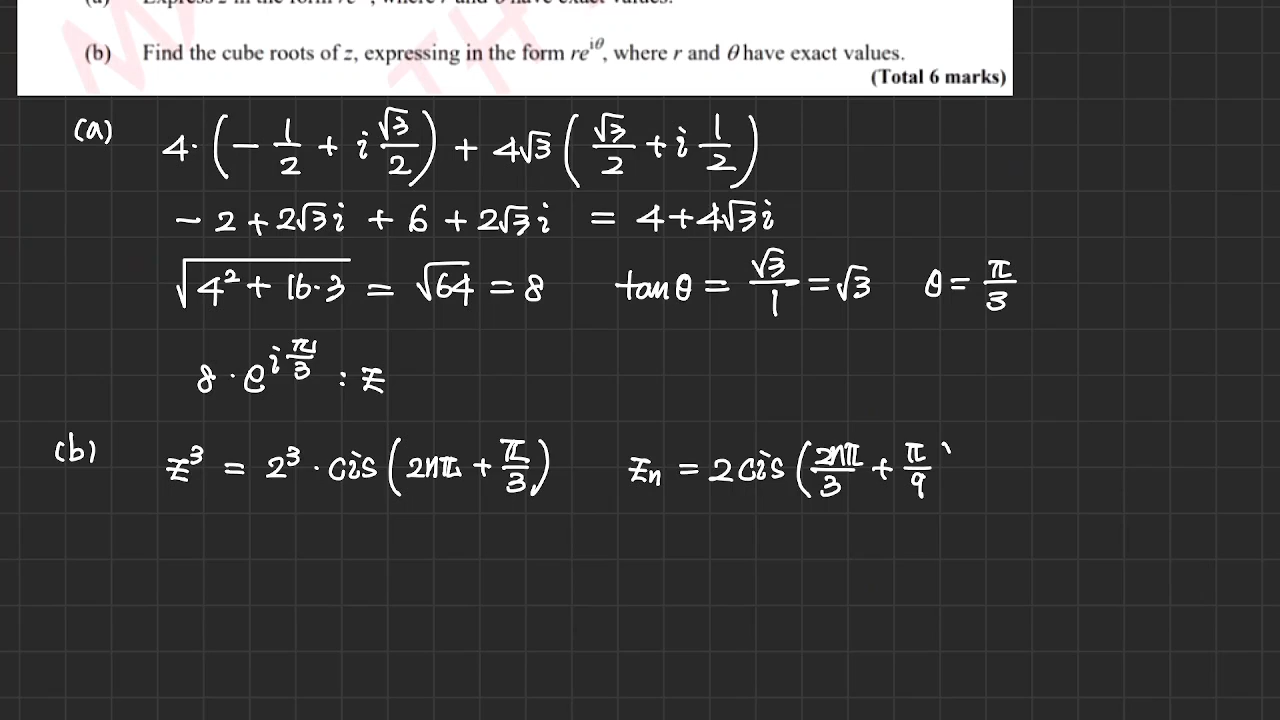 (b) Find the cube roots of z, expressing in the form re^{iθ}, where r and θ have exact values.
(Total 6 marks)
(a) 4·(-1/2 + i √3/2) + 4√3(√3/2 + i 1/2)
-2 + 2√3i + 6 + 2√3i = 4 + 4√3i
√(4² + 16·3) = √64 = 8 tanθ = √3/1 = √3 θ = π/3
8·e^{iπ/3} : z
(b) z³ = 2³·cis(2nπ + π/3) zₙ = 2cis(2nπ/3 + π/9